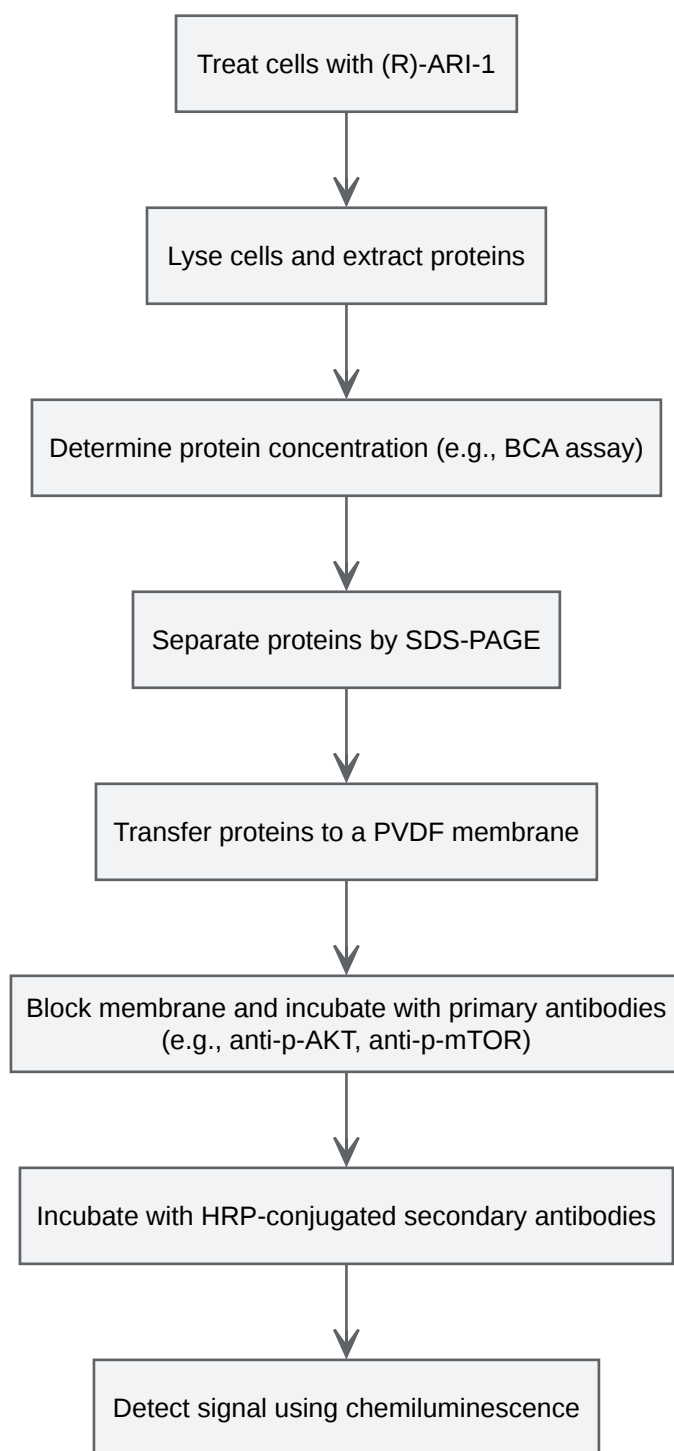 Treat cells with (R)-ARI-1
Lyse cells and extract proteins
Determine protein concentration (e.g., BCA assay)
Separate proteins by SDS-PAGE
Transfer proteins to a PVDF membrane
Block membrane and incubate with primary antibodies
(e.g., anti-p-AKT, anti-p-mTOR)
Incubate with HRP-conjugated secondary antibodies
Detect signal using chemiluminescence